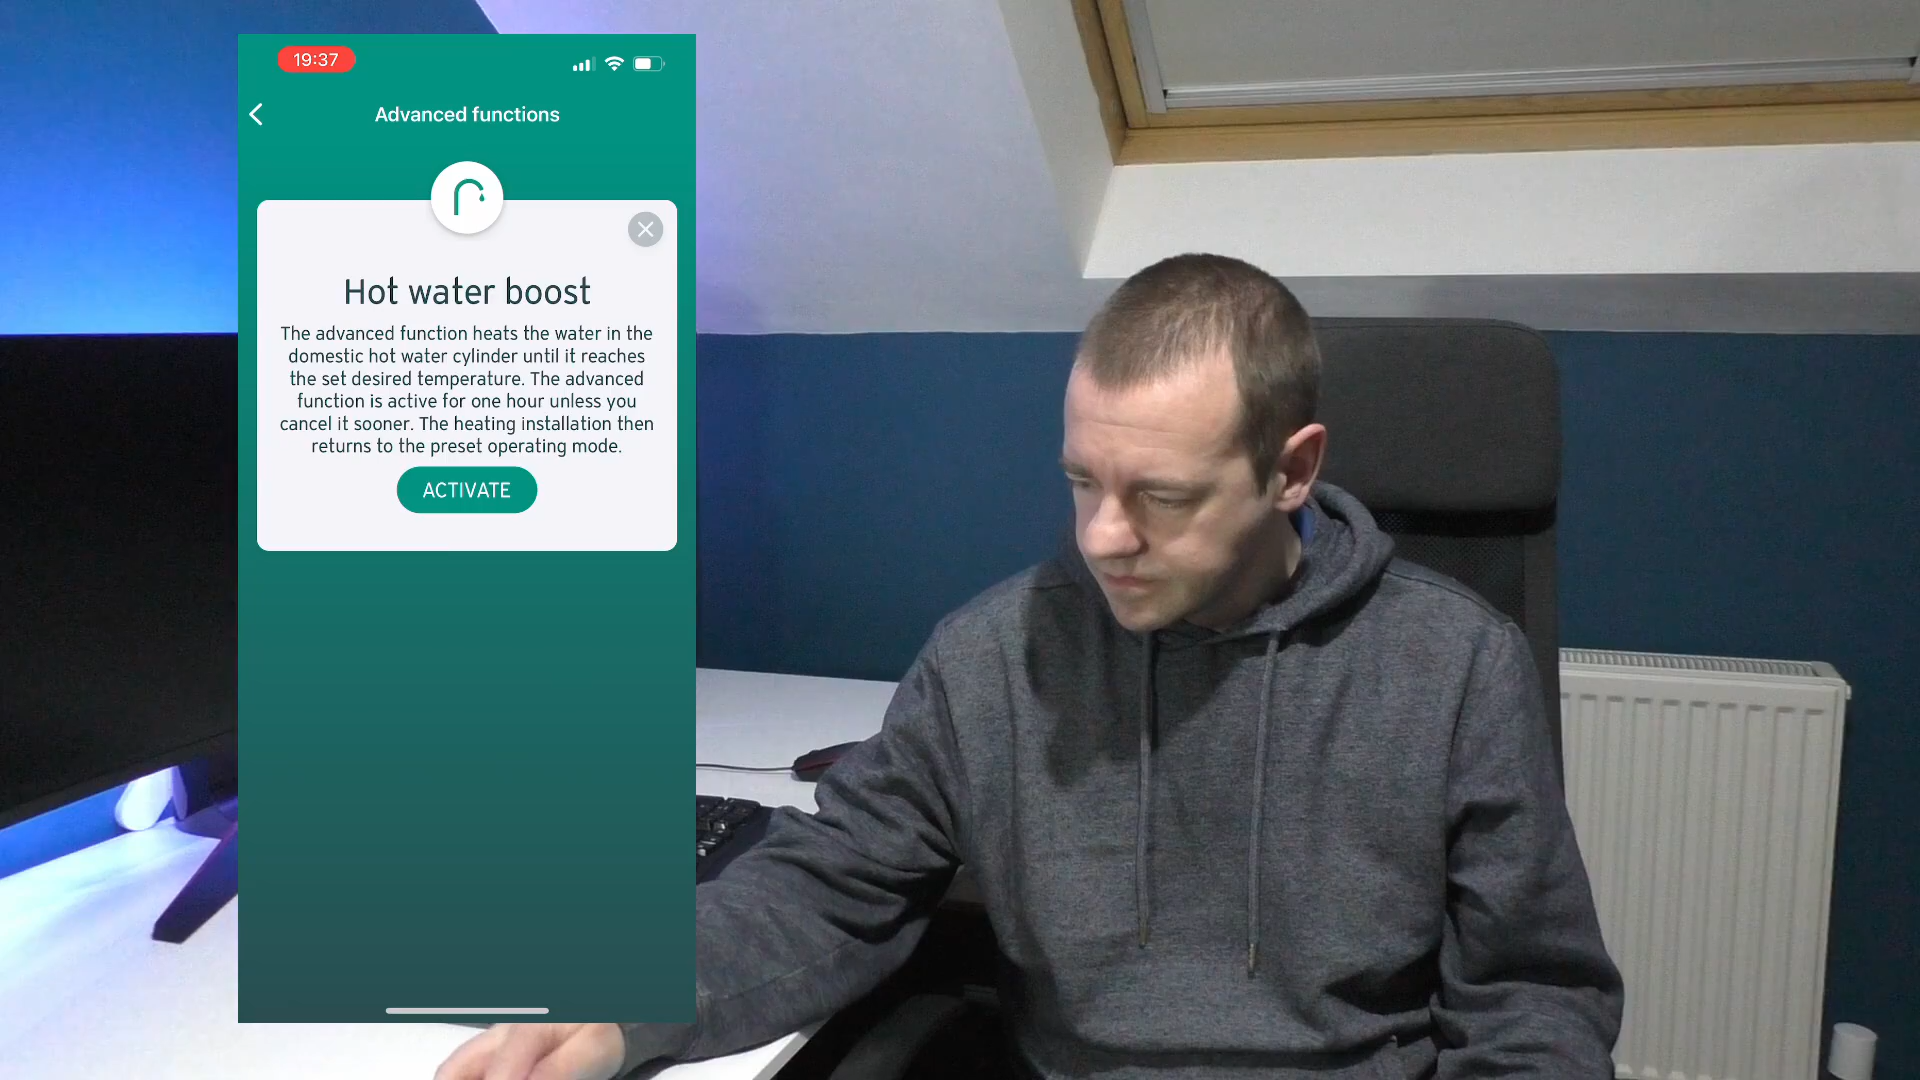 19:37
Advanced functions
Hot water boost
The advanced function heats the water in the
domestic hot water cylinder until it reaches
the set desired temperature. The advanced
function is active for one hour unless you
cancel it sooner. The heating installation then
returns to the preset operating mode.
ACTIVATE